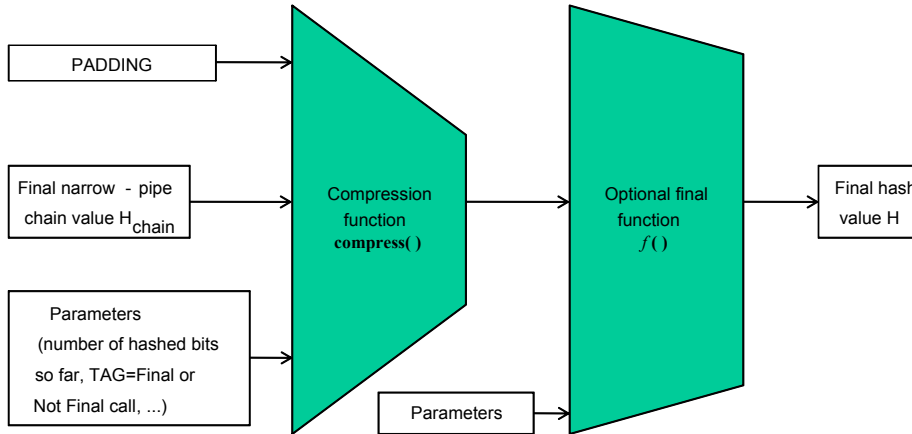 PADDING
Final narrow - pipe
chain value H_chain
Parameters
(number of hashed bits
so far, TAG=Final or
Not Final call, ...)
Compression
function
compress( )
Parameters
Optional final
function
f ( )
Final hash
value H